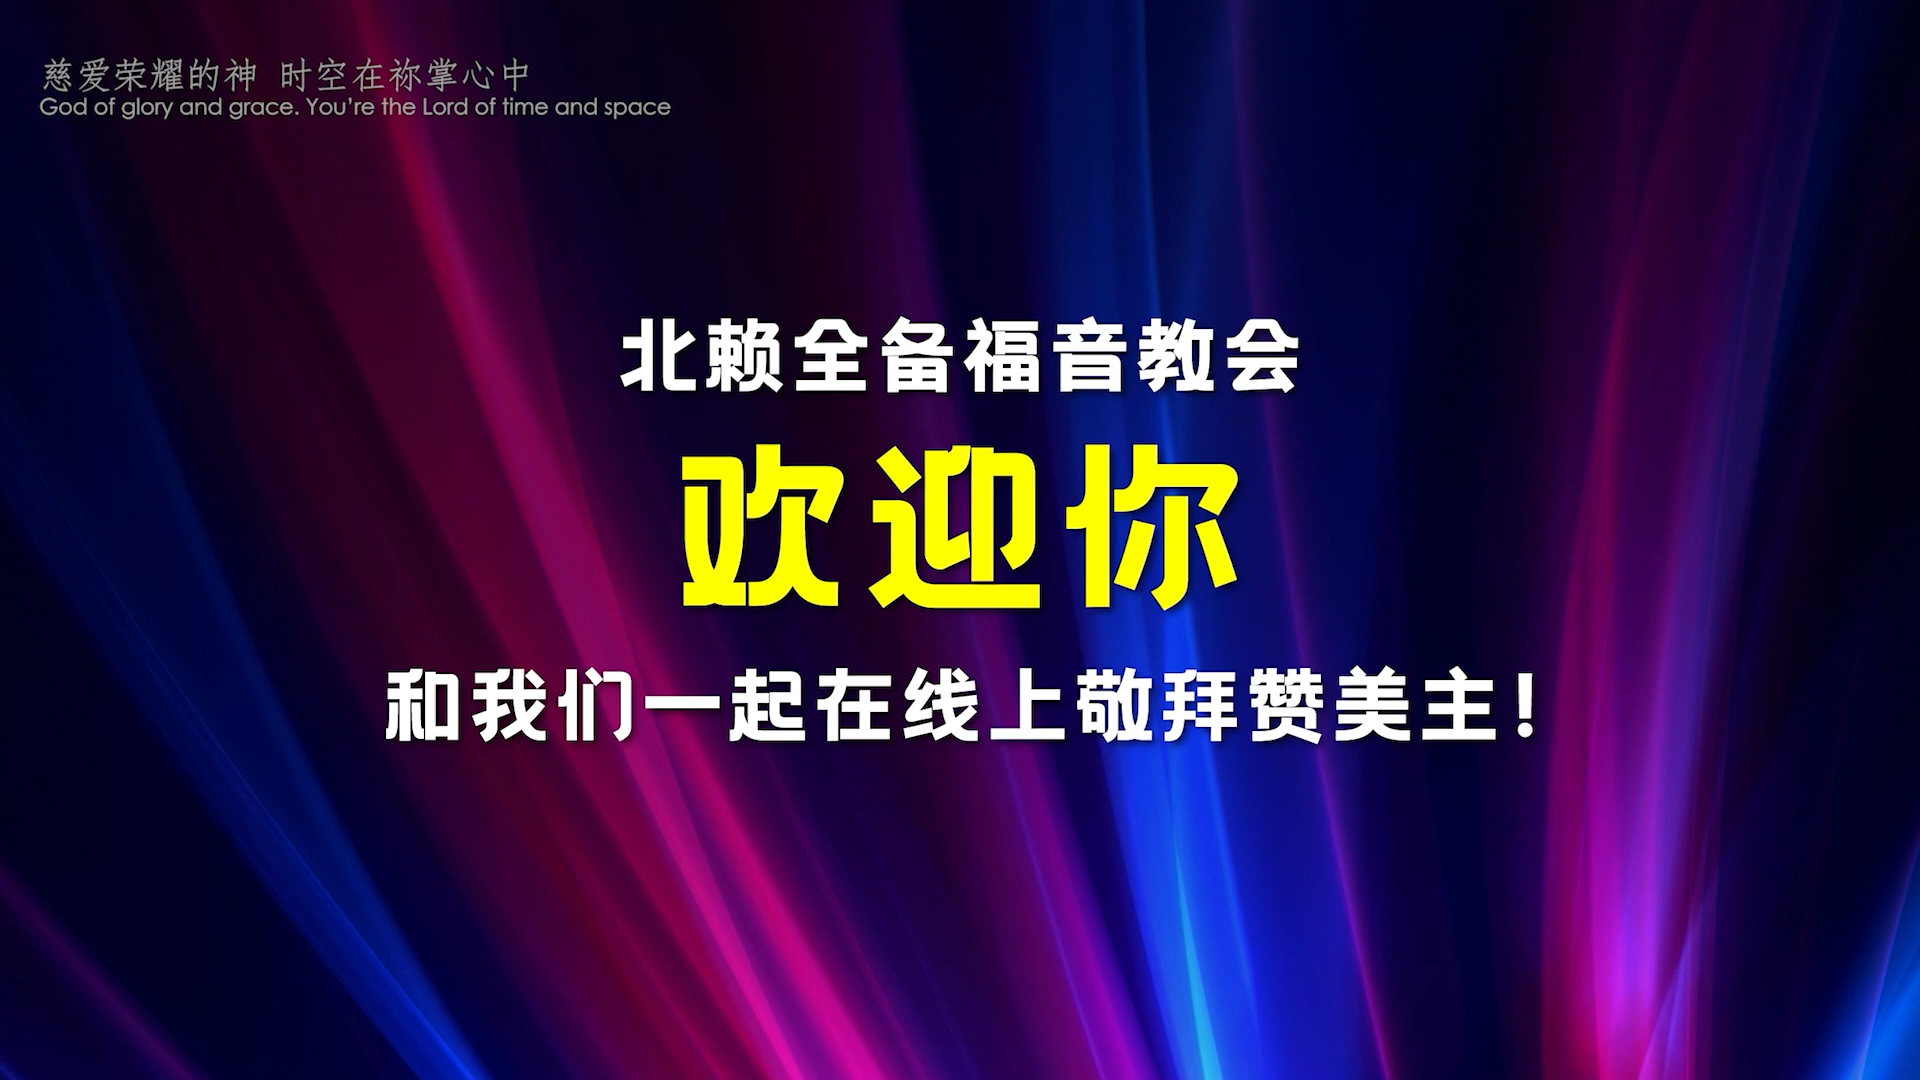 慈爱荣耀的神 时空在祢掌心中
God of glory and grace. You're the Lord of time and space
北赖全备福音教会
欢迎你
和我们一起在线上敬拜赞美主!